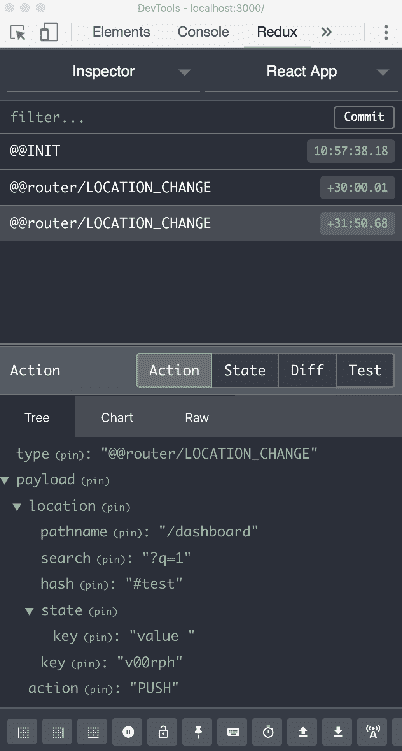 DevTools - localhost:3000/
Elements Console Redux »
Inspector React App
filter... Commit
@@INIT 10:57:38.18
@@router/LOCATION_CHANGE +30:00.01
@@router/LOCATION_CHANGE +31:50.68
Action Action State Diff Test
Tree Chart Raw
type (pin): "@@router/LOCATION_CHANGE"
payload (pin)
location (pin)
pathname (pin): "/dashboard"
search (pin): "?q=1"
hash (pin): "#test"
state (pin)
key (pin): "value "
key (pin): "v00rph"
action (pin): "PUSH"